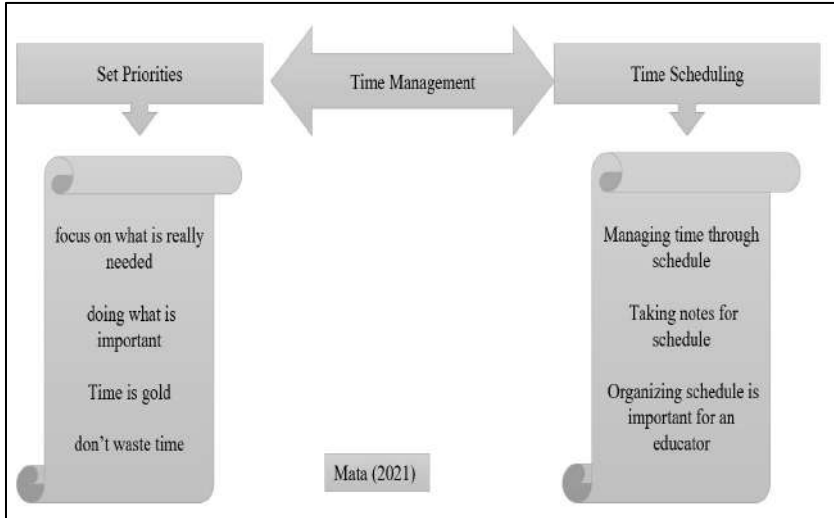 Set Priorities
Time Management
Time Scheduling
focus on what is really
needed
doing what is
important
Time is gold
don't waste time
Managing time through
schedule
Taking notes for
schedule
Organizing schedule is
important for an
educator
Mata (2021)